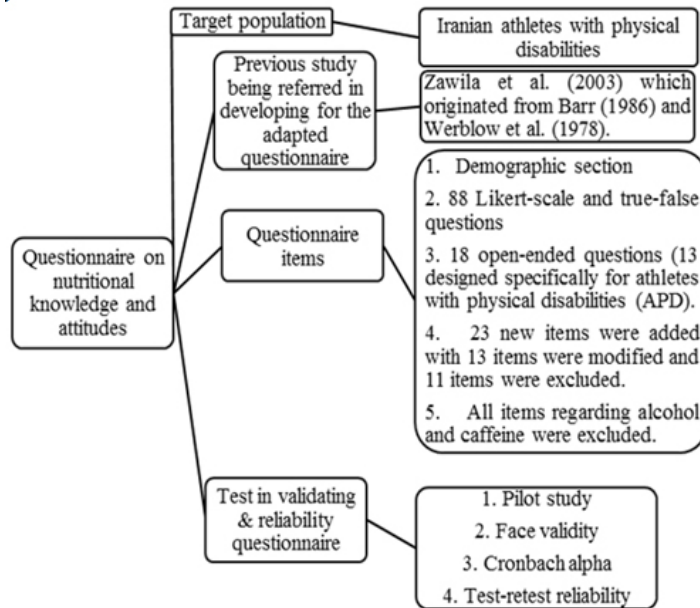 Target population
Iranian athletes with physical
disabilities
Previous study
being referred in
developing for the
adapted
questionnaire
Zawila et al. (2003) which
originated from Barr (1986) and
Werblow et al. (1978).
Questionnaire
items
1. Demographic section
2. 88 Likert-scale and true-false
questions
3. 18 open-ended questions (13
designed specifically for athletes
with physical disabilities (APD).
4. 23 new items were added
with 13 items were modified and
11 items were excluded.
5. All items regarding alcohol
and caffeine were excluded.
Questionnaire on
nutritional
knowledge and
attitudes
Test in validating
& reliability
questionnaire
1. Pilot study
2. Face validity
3. Cronbach alpha
4. Test-retest reliability